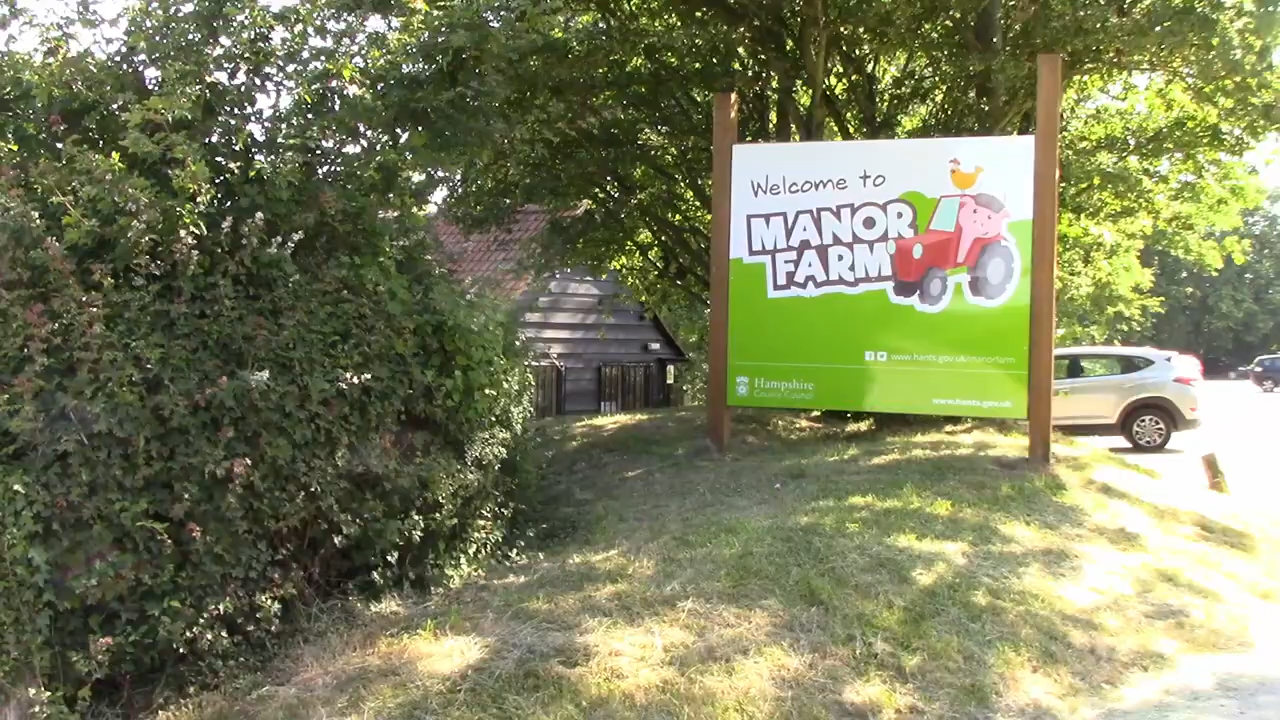 Welcome to
MANOR
FARM
www.hants.gov.uk/manorfarm
Hampshire
County Council
www.hants.gov.uk